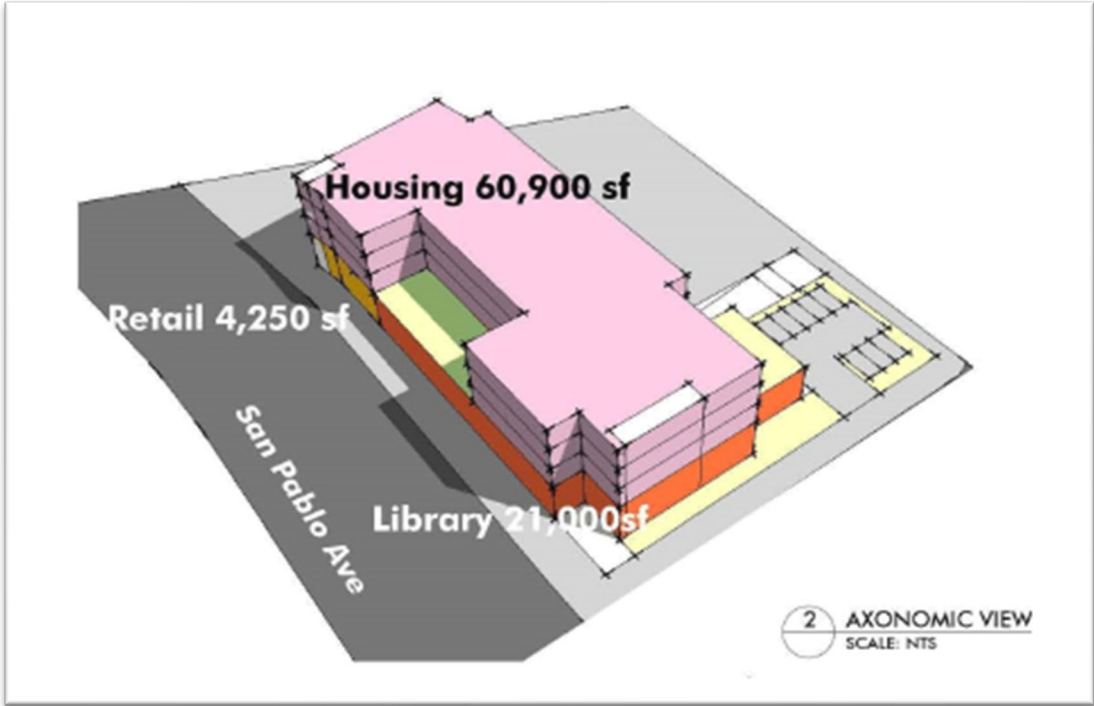 Housing 60,900 sf
Retail 4,250 sf
San Pablo Ave
Library 21,000sf
2 AXONOMIC VIEW
SCALE: NTS